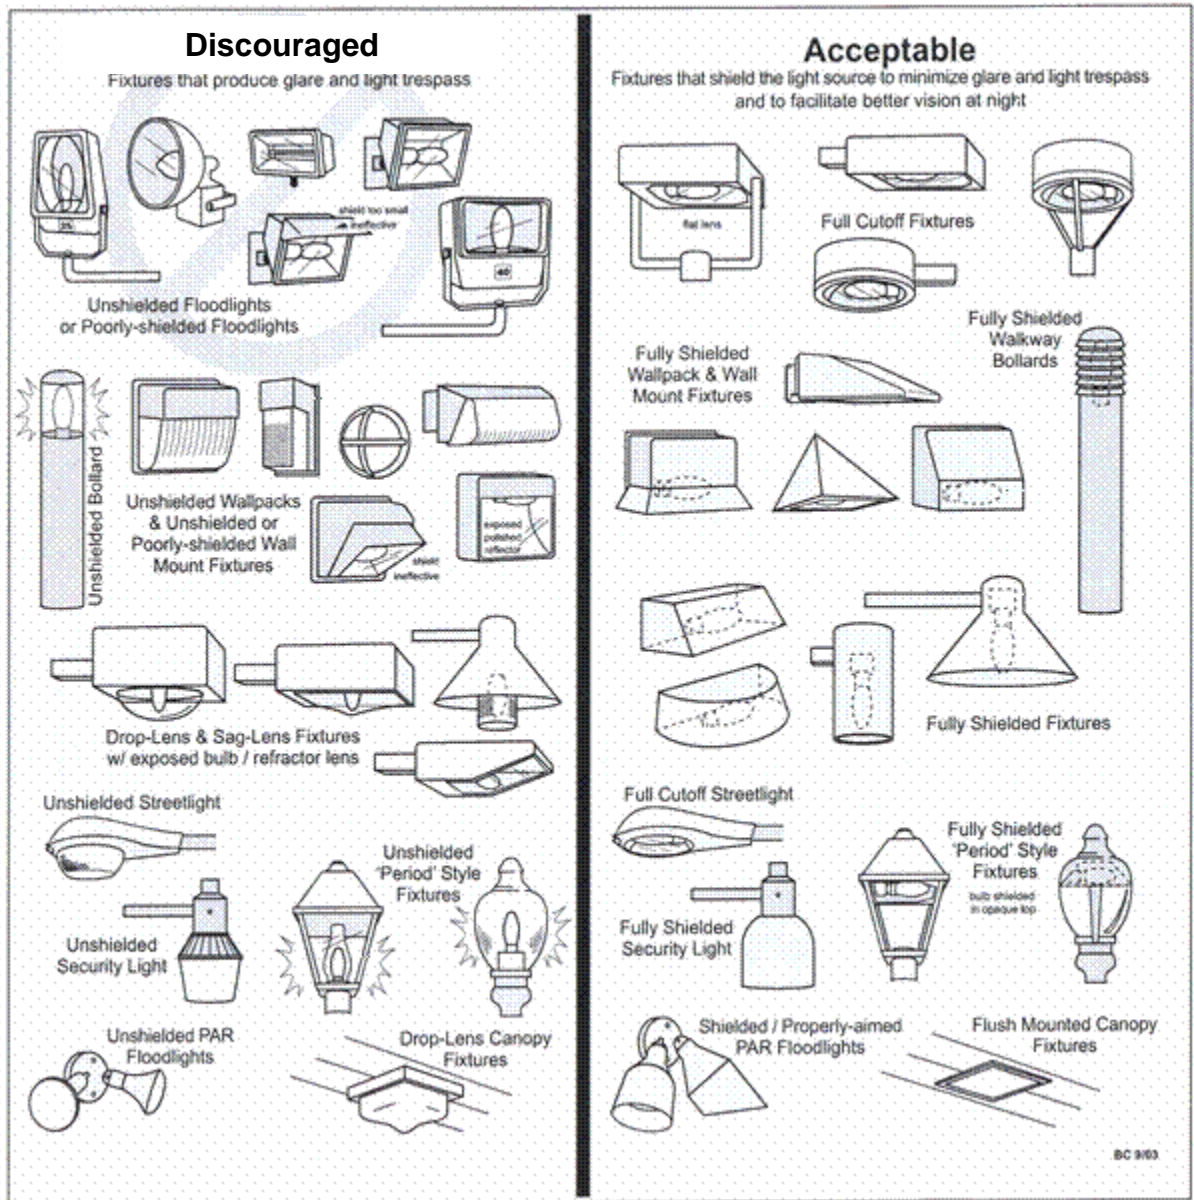 Discouraged
Fixtures that produce glare and light trespass
shield too small
ineffective
Unshielded Floodlights
or Poorly-shielded Floodlights
Unshielded Bollard
Unshielded Wallpacks
& Unshielded or
Poorly-shielded Wall
Mount Fixtures
exposed
polished
reflector
shield
ineffective
Drop-Lens & Sag-Lens Fixtures
w/ exposed bulb / refractor lens
Unshielded Streetlight
Unshielded
'Period' Style
Fixtures
Unshielded
Security Light
Unshielded PAR
Floodlights
Drop-Lens Canopy
Fixtures
Acceptable
Fixtures that shield the light source to minimize glare and light trespass
and to facilitate better vision at night
flat lens
Full Cutoff Fixtures
Fully Shielded
Walkway
Bollards
Fully Shielded
Wallpack & Wall
Mount Fixtures
Fully Shielded Fixtures
Full Cutoff Streetlight
Fully Shielded
'Period' Style
Fixtures
bulb shielded
in opaque top
Fully Shielded
Security Light
Shielded / Properly-aimed
PAR Floodlights
Flush Mounted Canopy
Fixtures
BC 9/03